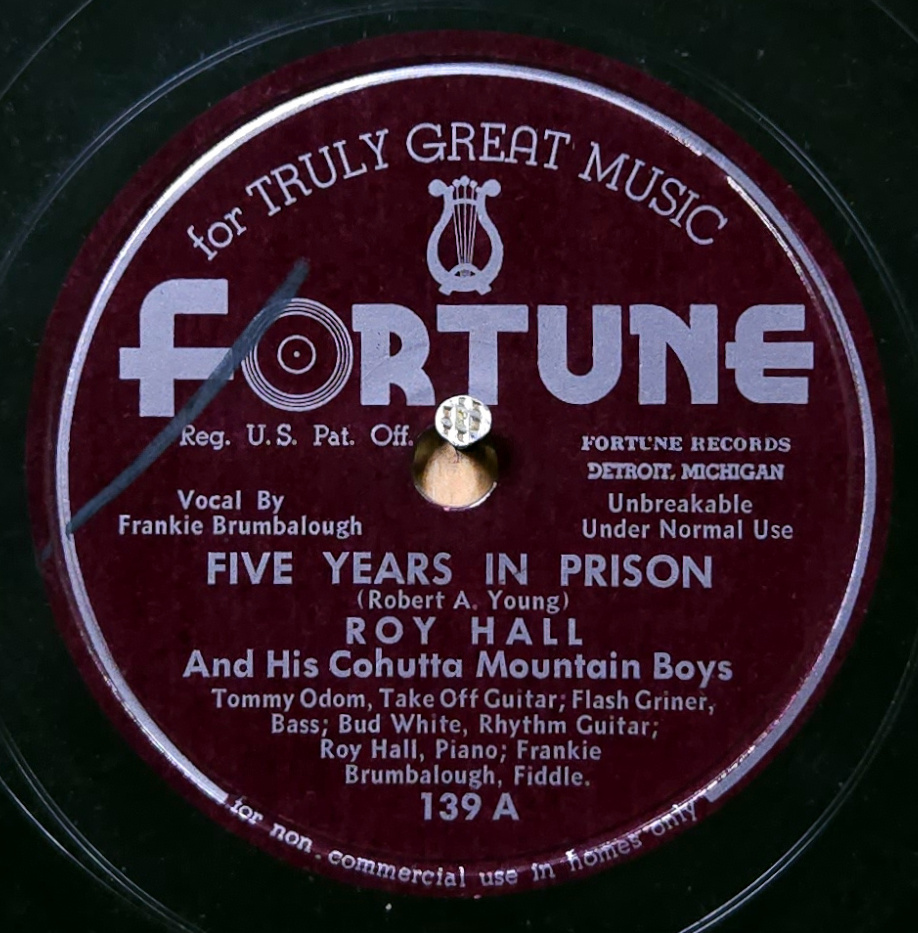 for TRULY GREAT MUSIC
FORTUNE
Reg. U.S. Pat. Off.
FORTUNE RECORDS
DETROIT, MICHIGAN
Vocal By
Frankie Brumbalough
Unbreakable
Under Normal Use
FIVE YEARS IN PRISON
(Robert A. Young)
ROY HALL
And His Cohutta Mountain Boys
Tommy Odom, Take Off Guitar; Flash Griner,
Bass; Bud White, Rhythm Guitar;
Roy Hall, Piano; Frankie
Brumbalough, Fiddle.
139 A
for non commercial use in homes only